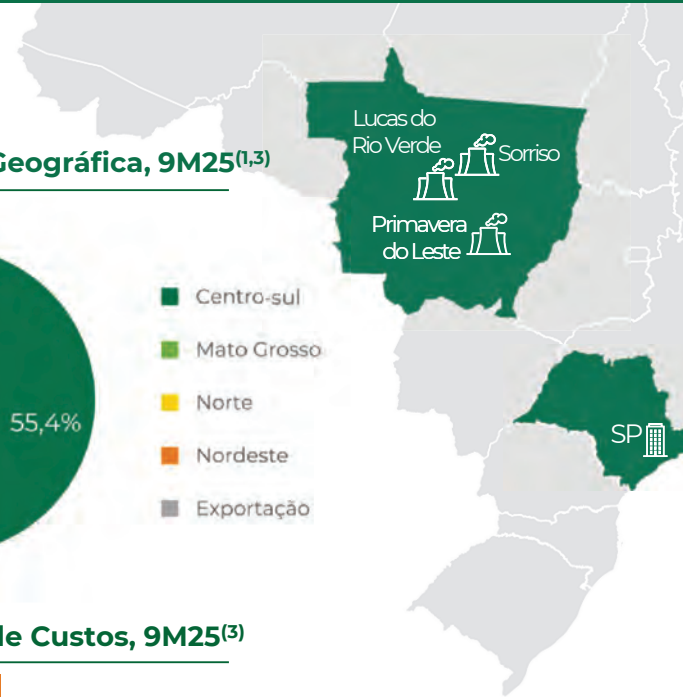 Geográfica, 9M25(1,3)
55,4%
Centro-sul
Mato Grosso
Norte
Nordeste
Exportação
Lucas do
Rio Verde
Sorriso
Primavera
do Leste
SP
de Custos, 9M25(3)